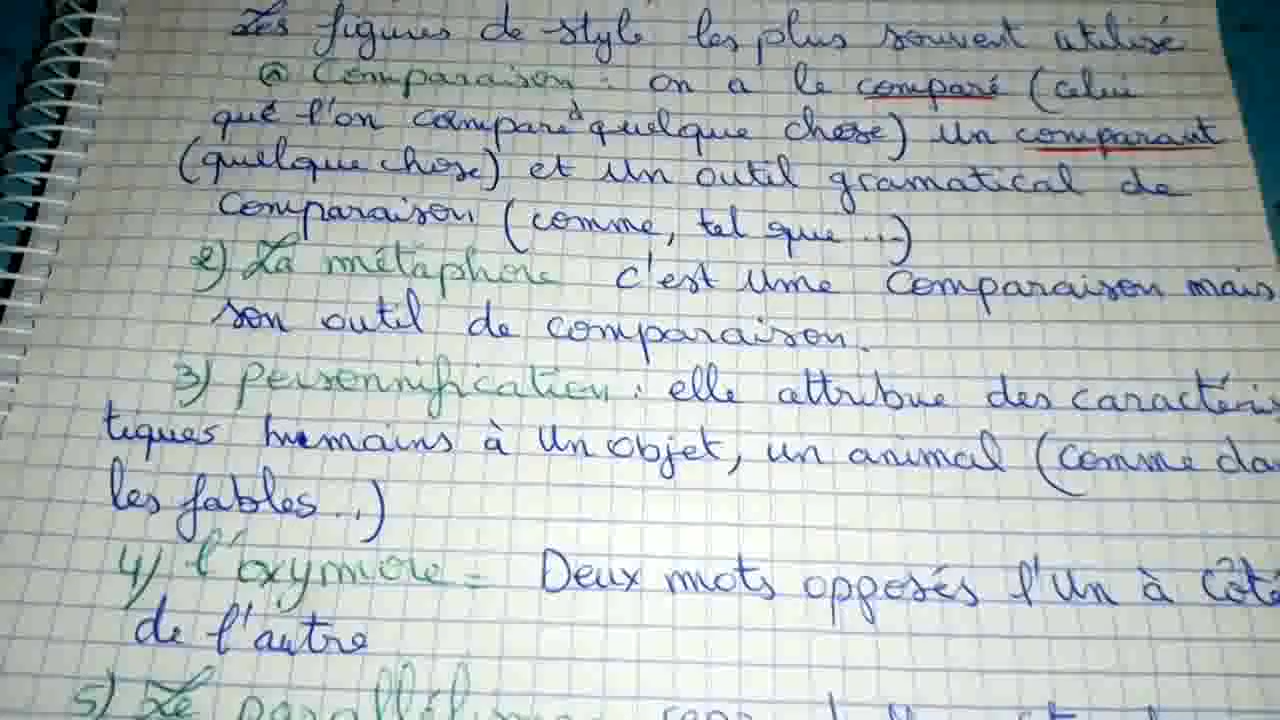 Les figures de style les plus souvent utilisé
① Comparaison : on a le comparé (celui
que l'on compare à quelque chose) un comparant
(quelque chose) et un outil gramatical de
Comparaison (comme, tel que ...)
2) La métaphore c'est une comparaison mais
son outil de comparaison.
3) personnification : elle attribue des caractéris
tiques humains à un objet, un animal (comme da
les fables...)
4) l'oxymore = Deux mots opposés l'un à côté
de l'autre
5) Le